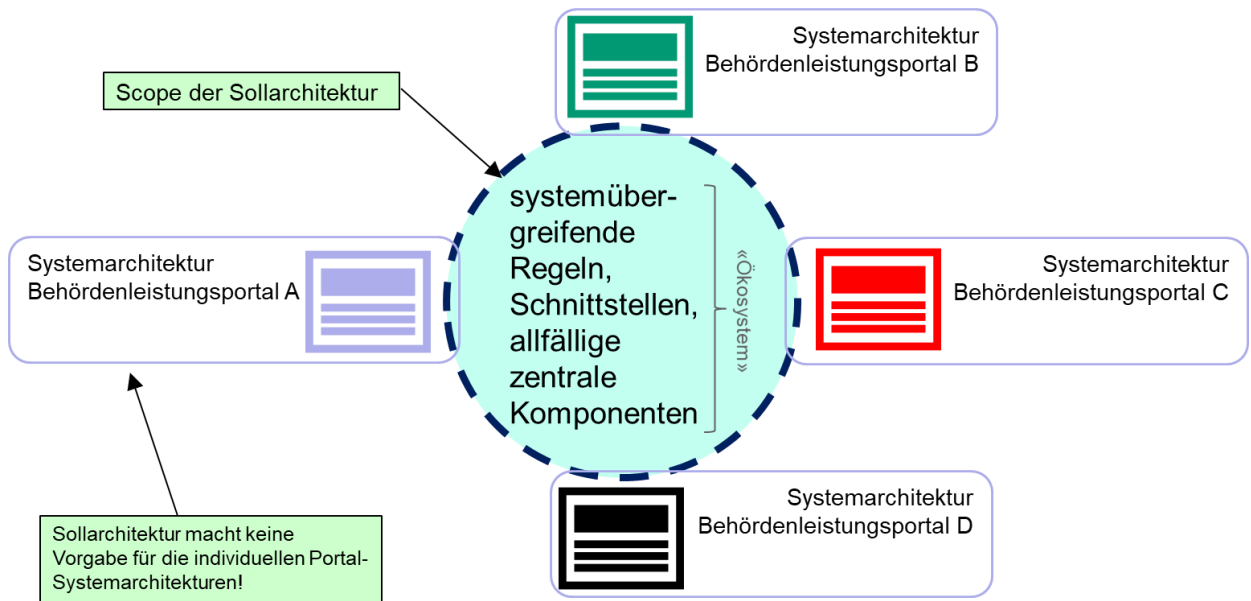 Systemarchitektur
Behördenleistungsportal B
Scope der Sollarchitektur
systemüber-
greifende
Regeln,
Schnittstellen,
allfällige
zentrale
Komponenten
«Ökosystem»
Systemarchitektur
Behördenleistungsportal A
Systemarchitektur
Behördenleistungsportal C
Systemarchitektur
Behördenleistungsportal D
Sollarchitektur macht keine
Vorgabe für die individuellen Portal-
Systemarchitekturen!